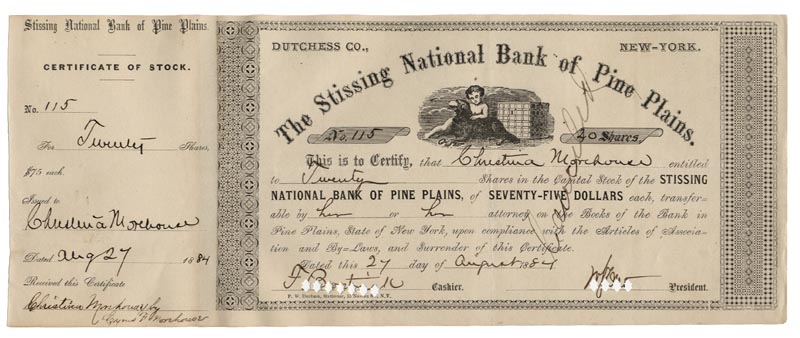 Stissing National Bank of Pine Plains.
CERTIFICATE OF STOCK.
No. 115
For Twenty Shares,
$75 each.
Issued to
Christina Morehouse
Dated Aug 27 1884
Received this Certificate
Christina Morehouse by
Morehouse
DUTCHESS CO., NEW-YORK.
The Stissing National Bank of Pine Plains.
No. 115 20 Shares.
This is to Certify, that Christina Morehouse entitled
to Twenty Shares in the Capital Stock of the STISSING
NATIONAL BANK OF PINE PLAINS, of SEVENTY-FIVE DOLLARS each, transfer-
able by her or her attorney on the Books of the Bank in
Pine Plains, State of New York, upon compliance with the Articles of Associa-
tion and By-Laws, and Surrender of this Certificate.
Dated this 27 day of August 1884
Cashier. President.
Cancelled